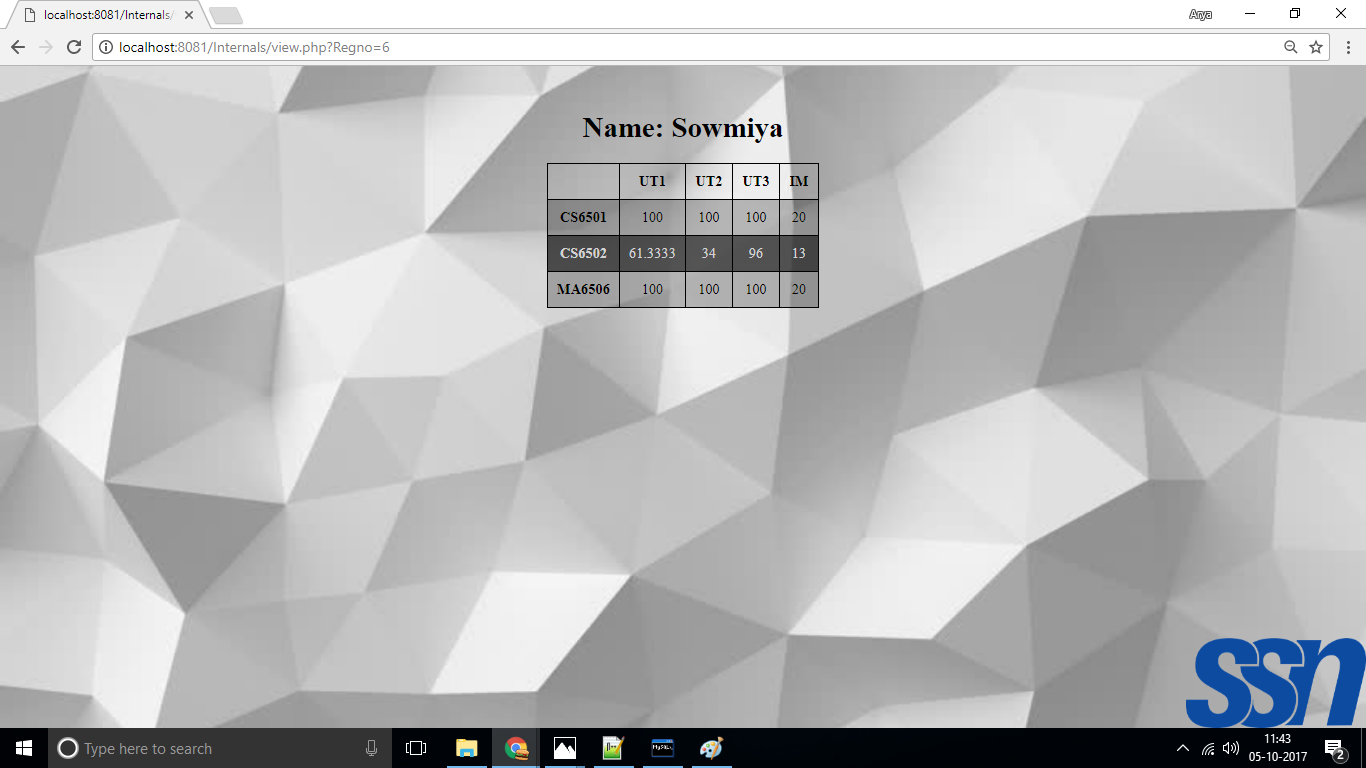 localhost:8081/Internals/
Arya
localhost:8081/Internals/view.php?Regno=6
Name: Sowmiya
UT1 UT2 UT3 IM
CS6501 100 100 100 20
CS6502 61.3333 34 96 13
MA6506 100 100 100 20
ssn
Type here to search
MySQL
11:43
05-10-2017
2